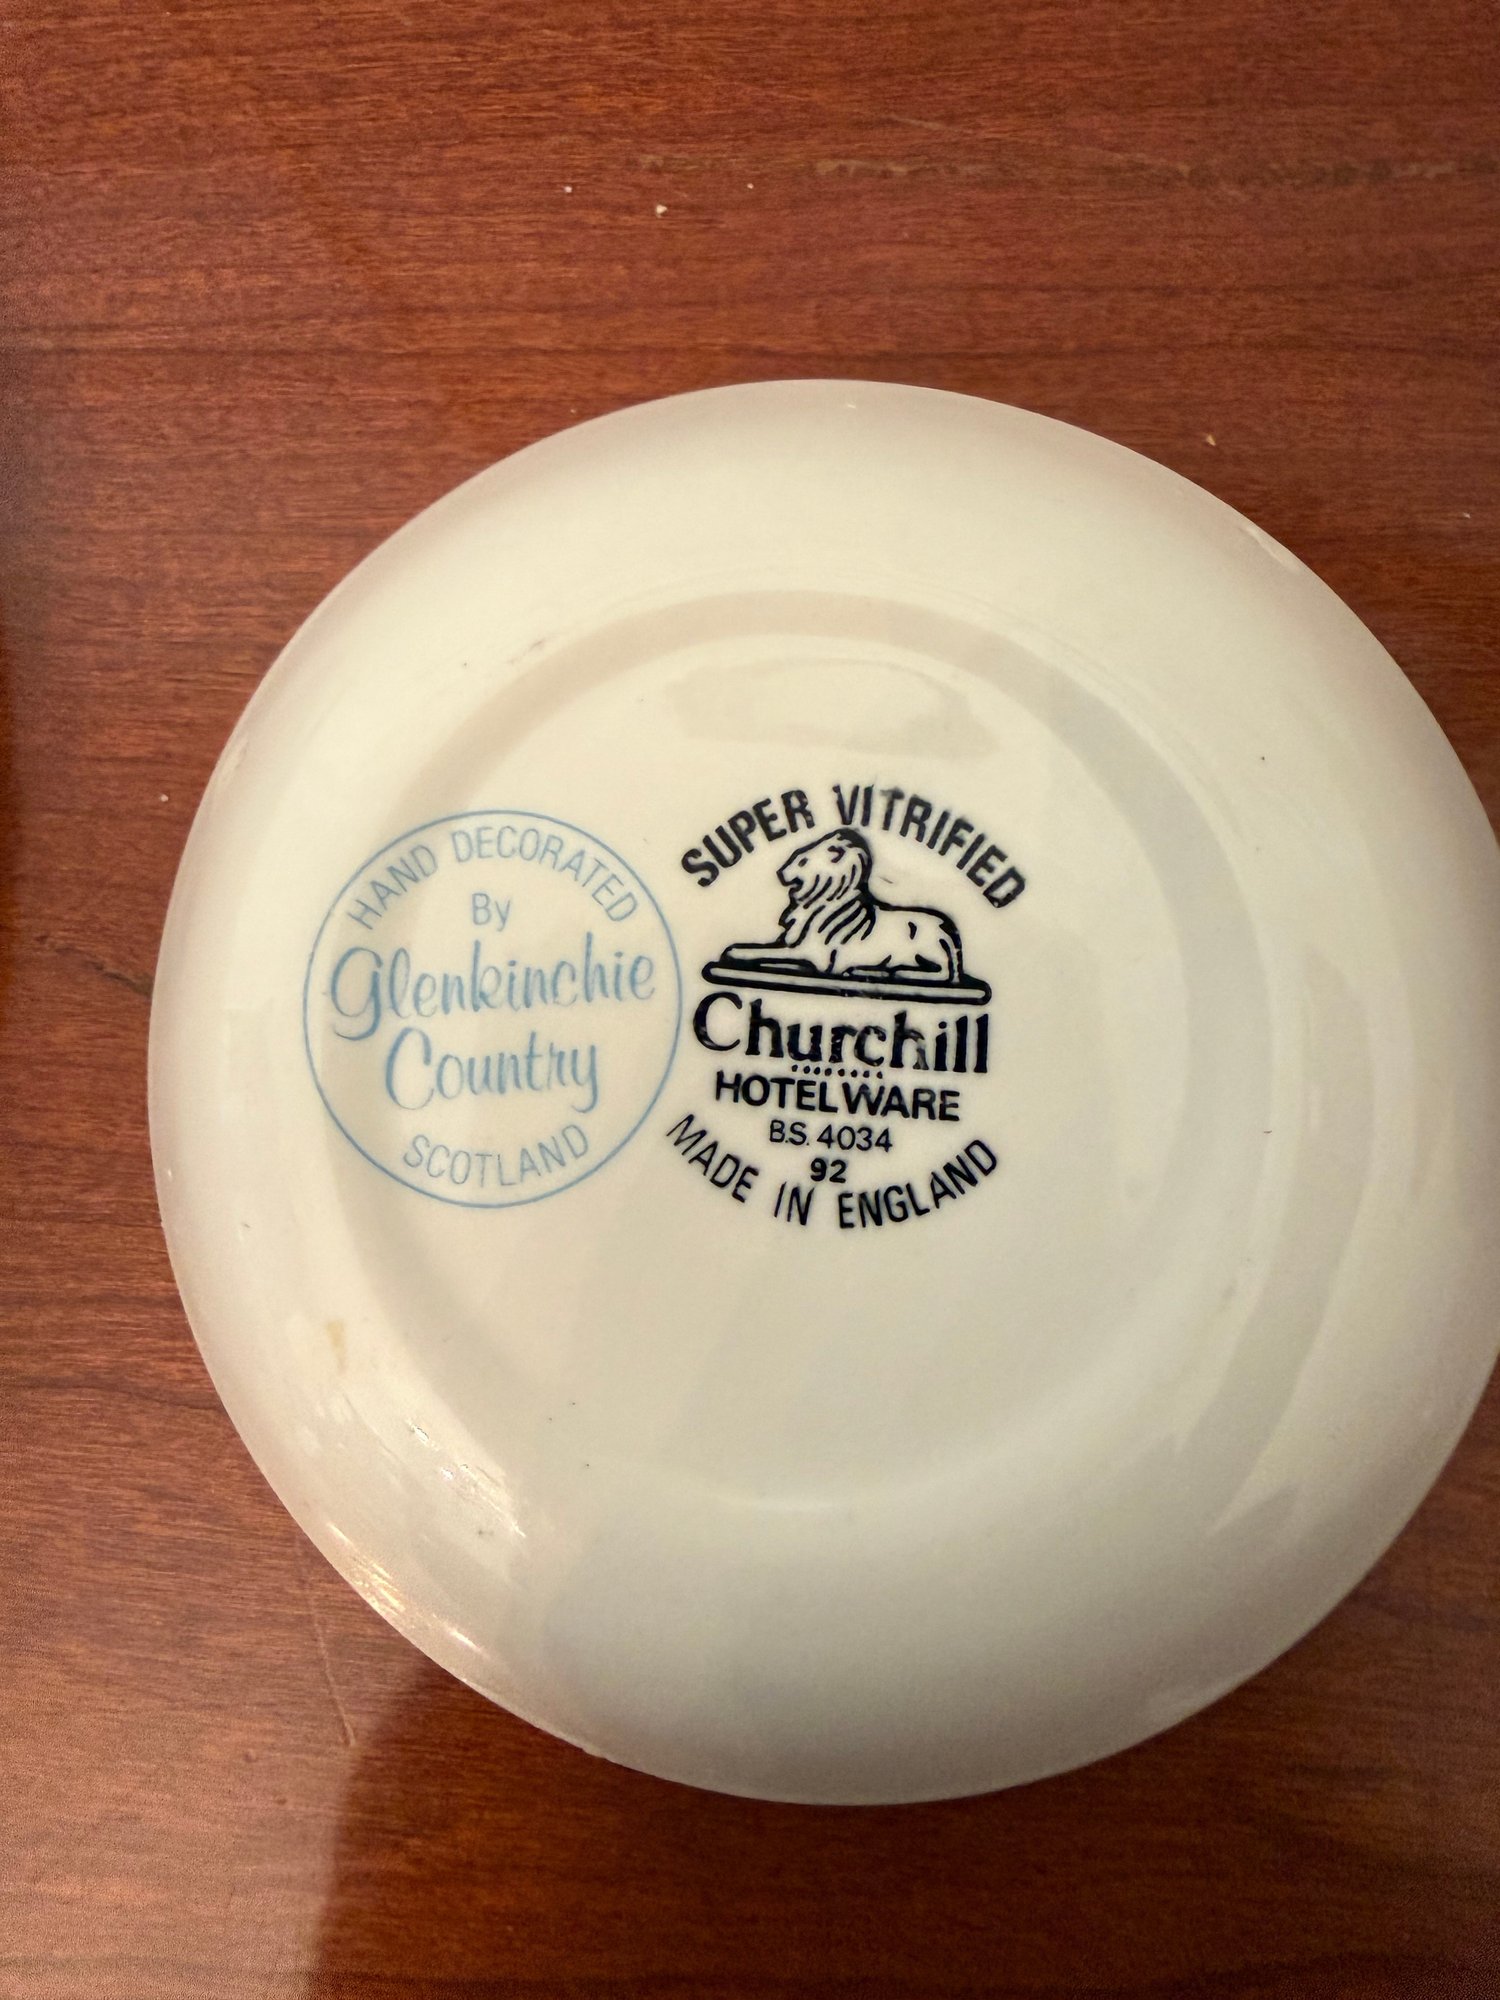 HAND DECORATED
By
Glenkinchie
Country
SCOTLAND
SUPER VITRIFIED
Churchill
HOTELWARE
B.S. 4034
92
MADE IN ENGLAND